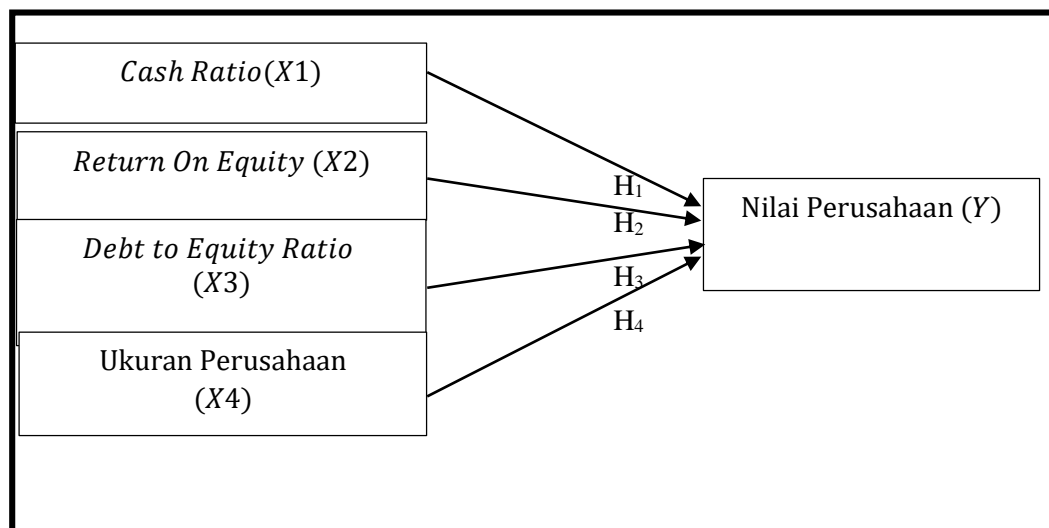 Cash Ratio(X1)
Return On Equity (X2)
Debt to Equity Ratio
(X3)
Ukuran Perusahaan
(X4)
H₁
H₂
H₃
H₄
Nilai Perusahaan (Y)